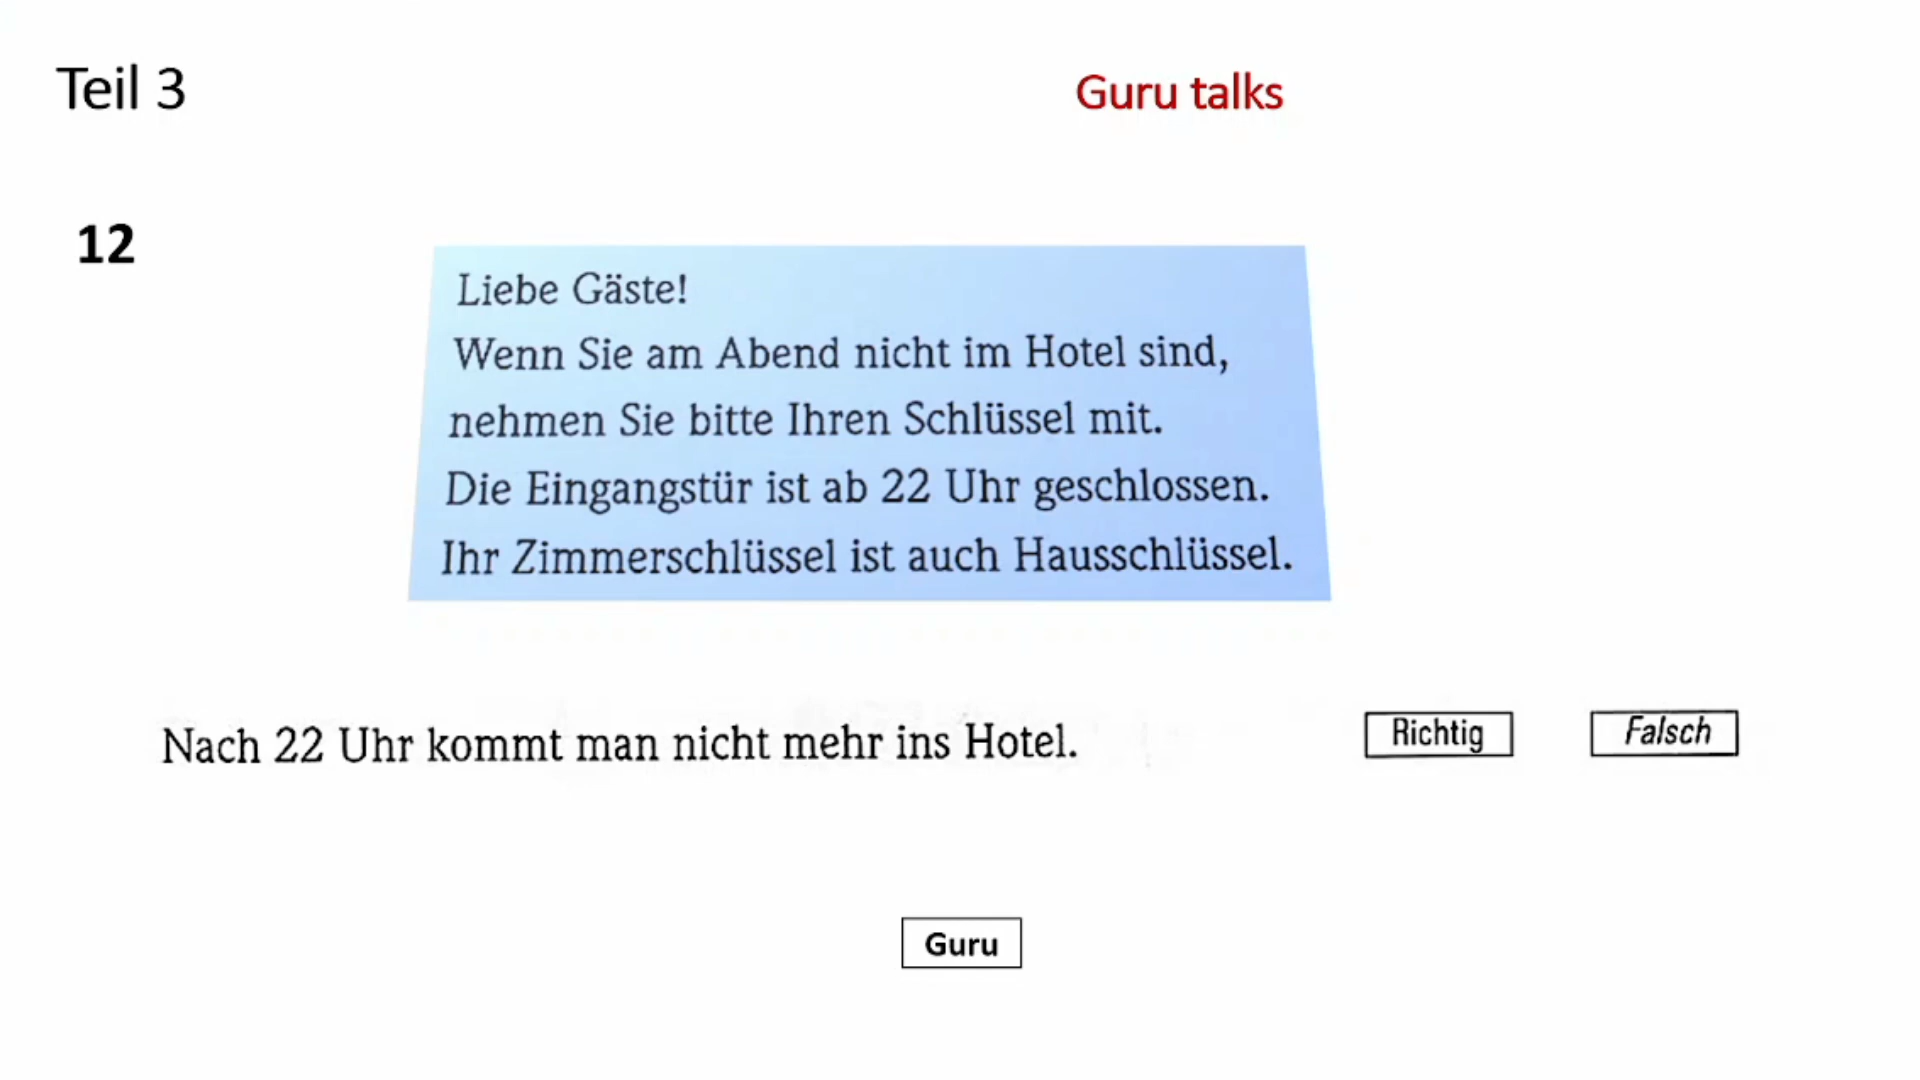 Teil 3
Guru talks
12
Liebe Gäste!
Wenn Sie am Abend nicht im Hotel sind,
nehmen Sie bitte Ihren Schlüssel mit.
Die Eingangstür ist ab 22 Uhr geschlossen.
Ihr Zimmerschlüssel ist auch Hausschlüssel.
Nach 22 Uhr kommt man nicht mehr ins Hotel.
Richtig
Falsch
Guru